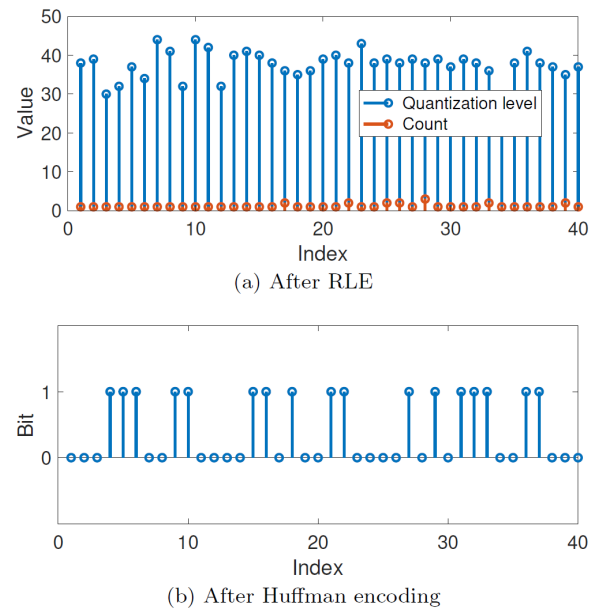 50
40
30
20
10
0
Value
Quantization level
Count
0 10 20 30 40
Index
(a) After RLE
1
0
Bit
0 10 20 30 40
Index
(b) After Huffman encoding